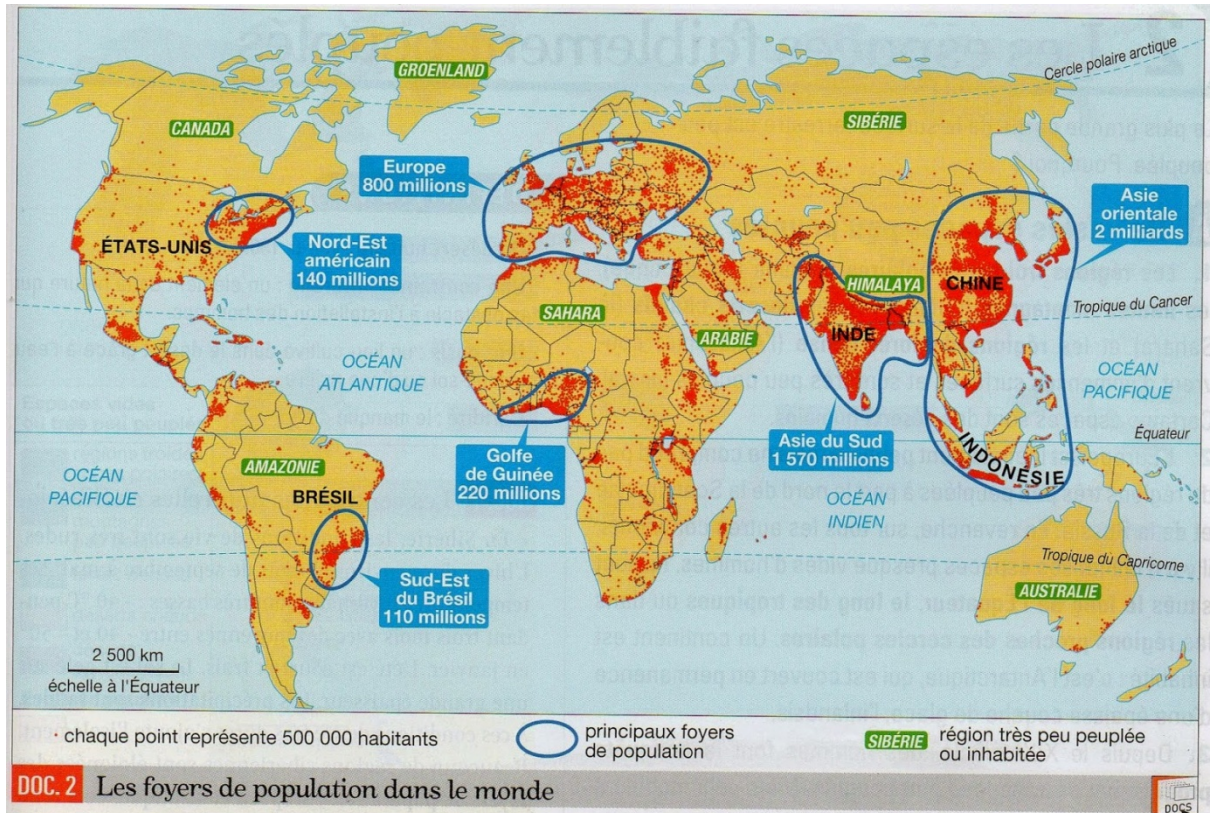 GROENLAND
Cercle polaire arctique
CANADA
SIBÉRIE
Europe
800 millions
Asie
orientale
2 milliards
ÉTATS-UNIS
Nord-Est
américain
140 millions
CHINE
HIMALAYA
Tropique du Cancer
SAHARA
ARABIE
INDE
OCÉAN
ATLANTIQUE
OCÉAN
PACIFIQUE
Équateur
Golfe
de Guinée
220 millions
Asie du Sud
1 570 millions
INDONÉSIE
AMAZONIE
OCÉAN
PACIFIQUE
BRÉSIL
OCÉAN
INDIEN
Tropique du Capricorne
Sud-Est
du Brésil
110 millions
AUSTRALIE
2 500 km
échelle à l'Équateur
chaque point représente 500 000 habitants
principaux foyers
de population
SIBÉRIE
région très peu peuplée
ou inhabitée
DOC. 2 Les foyers de population dans le monde
DOCS